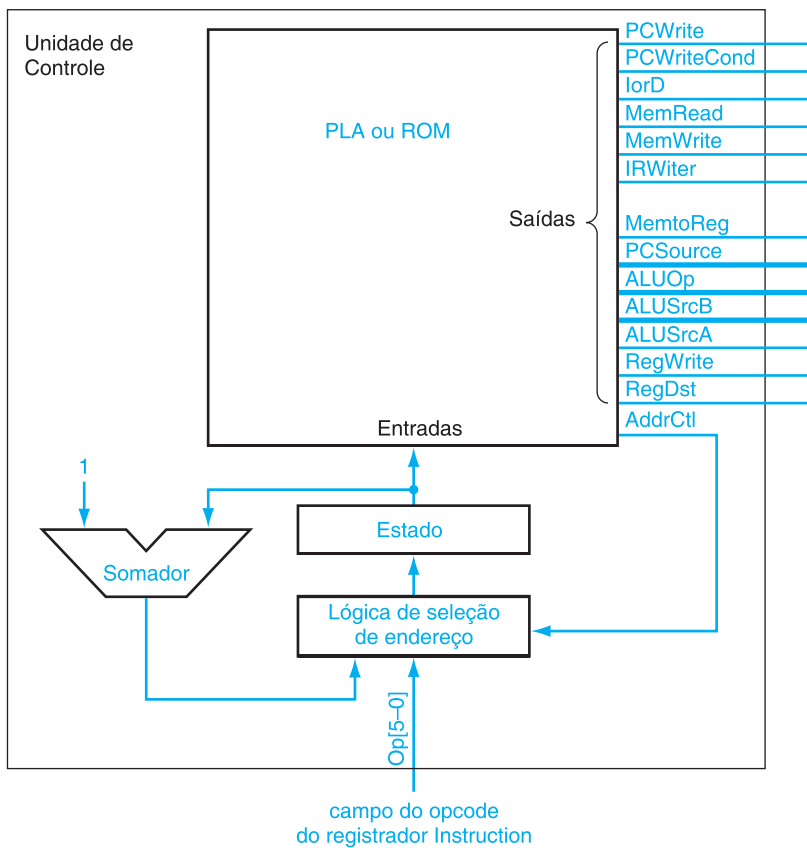 Unidade de
Controle
PLA ou ROM
Saídas
Entradas
PCWrite
PCWriteCond
IorD
MemRead
MemWrite
IRWiter
MemtoReg
PCSource
ALUOp
ALUSrcB
ALUSrcA
RegWrite
RegDst
AddrCtl
1
Somador
Estado
Lógica de seleção
de endereço
Op[5–0]
campo do opcode
do registrador Instruction